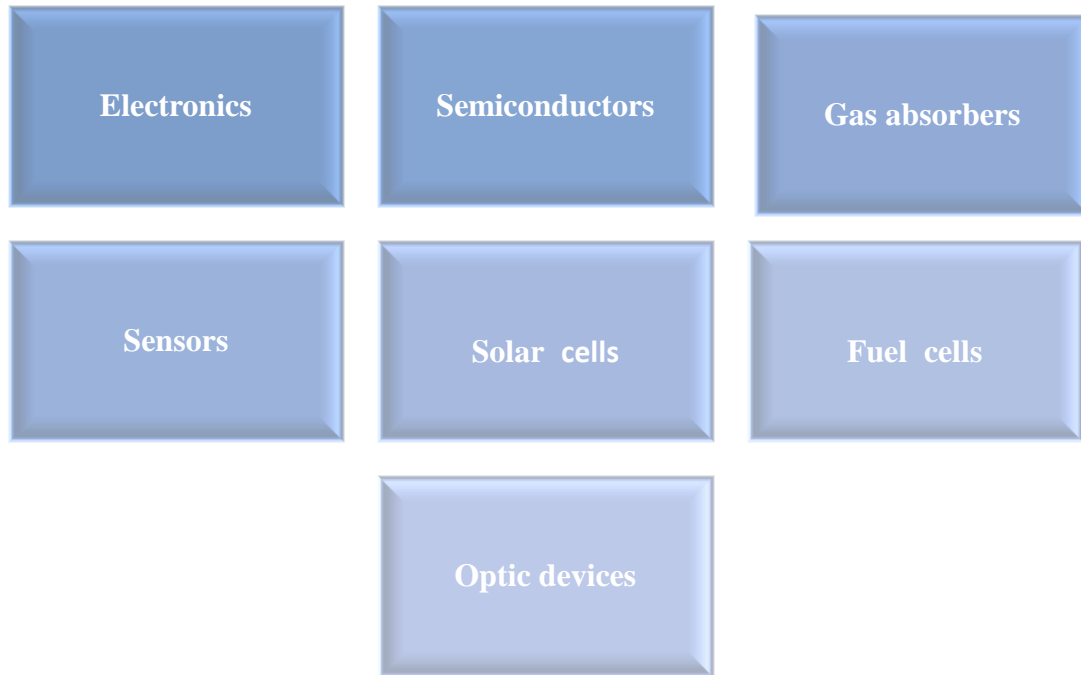 Electronics
Semiconductors
Gas absorbers
Sensors
Solar cells
Fuel cells
Optic devices